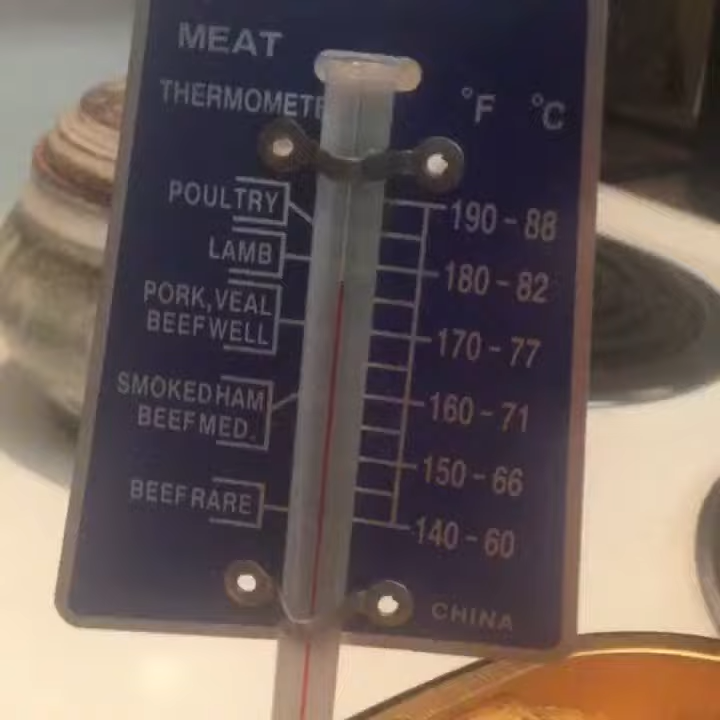 MEAT
THERMOMETE
°F °C
POULTRY
LAMB
PORK, VEAL
BEEF WELL
SMOKED HAM
BEEF MED.
BEEF RARE
190 - 88
180 - 82
170 - 77
160 - 71
150 - 66
140 - 60
CHINA